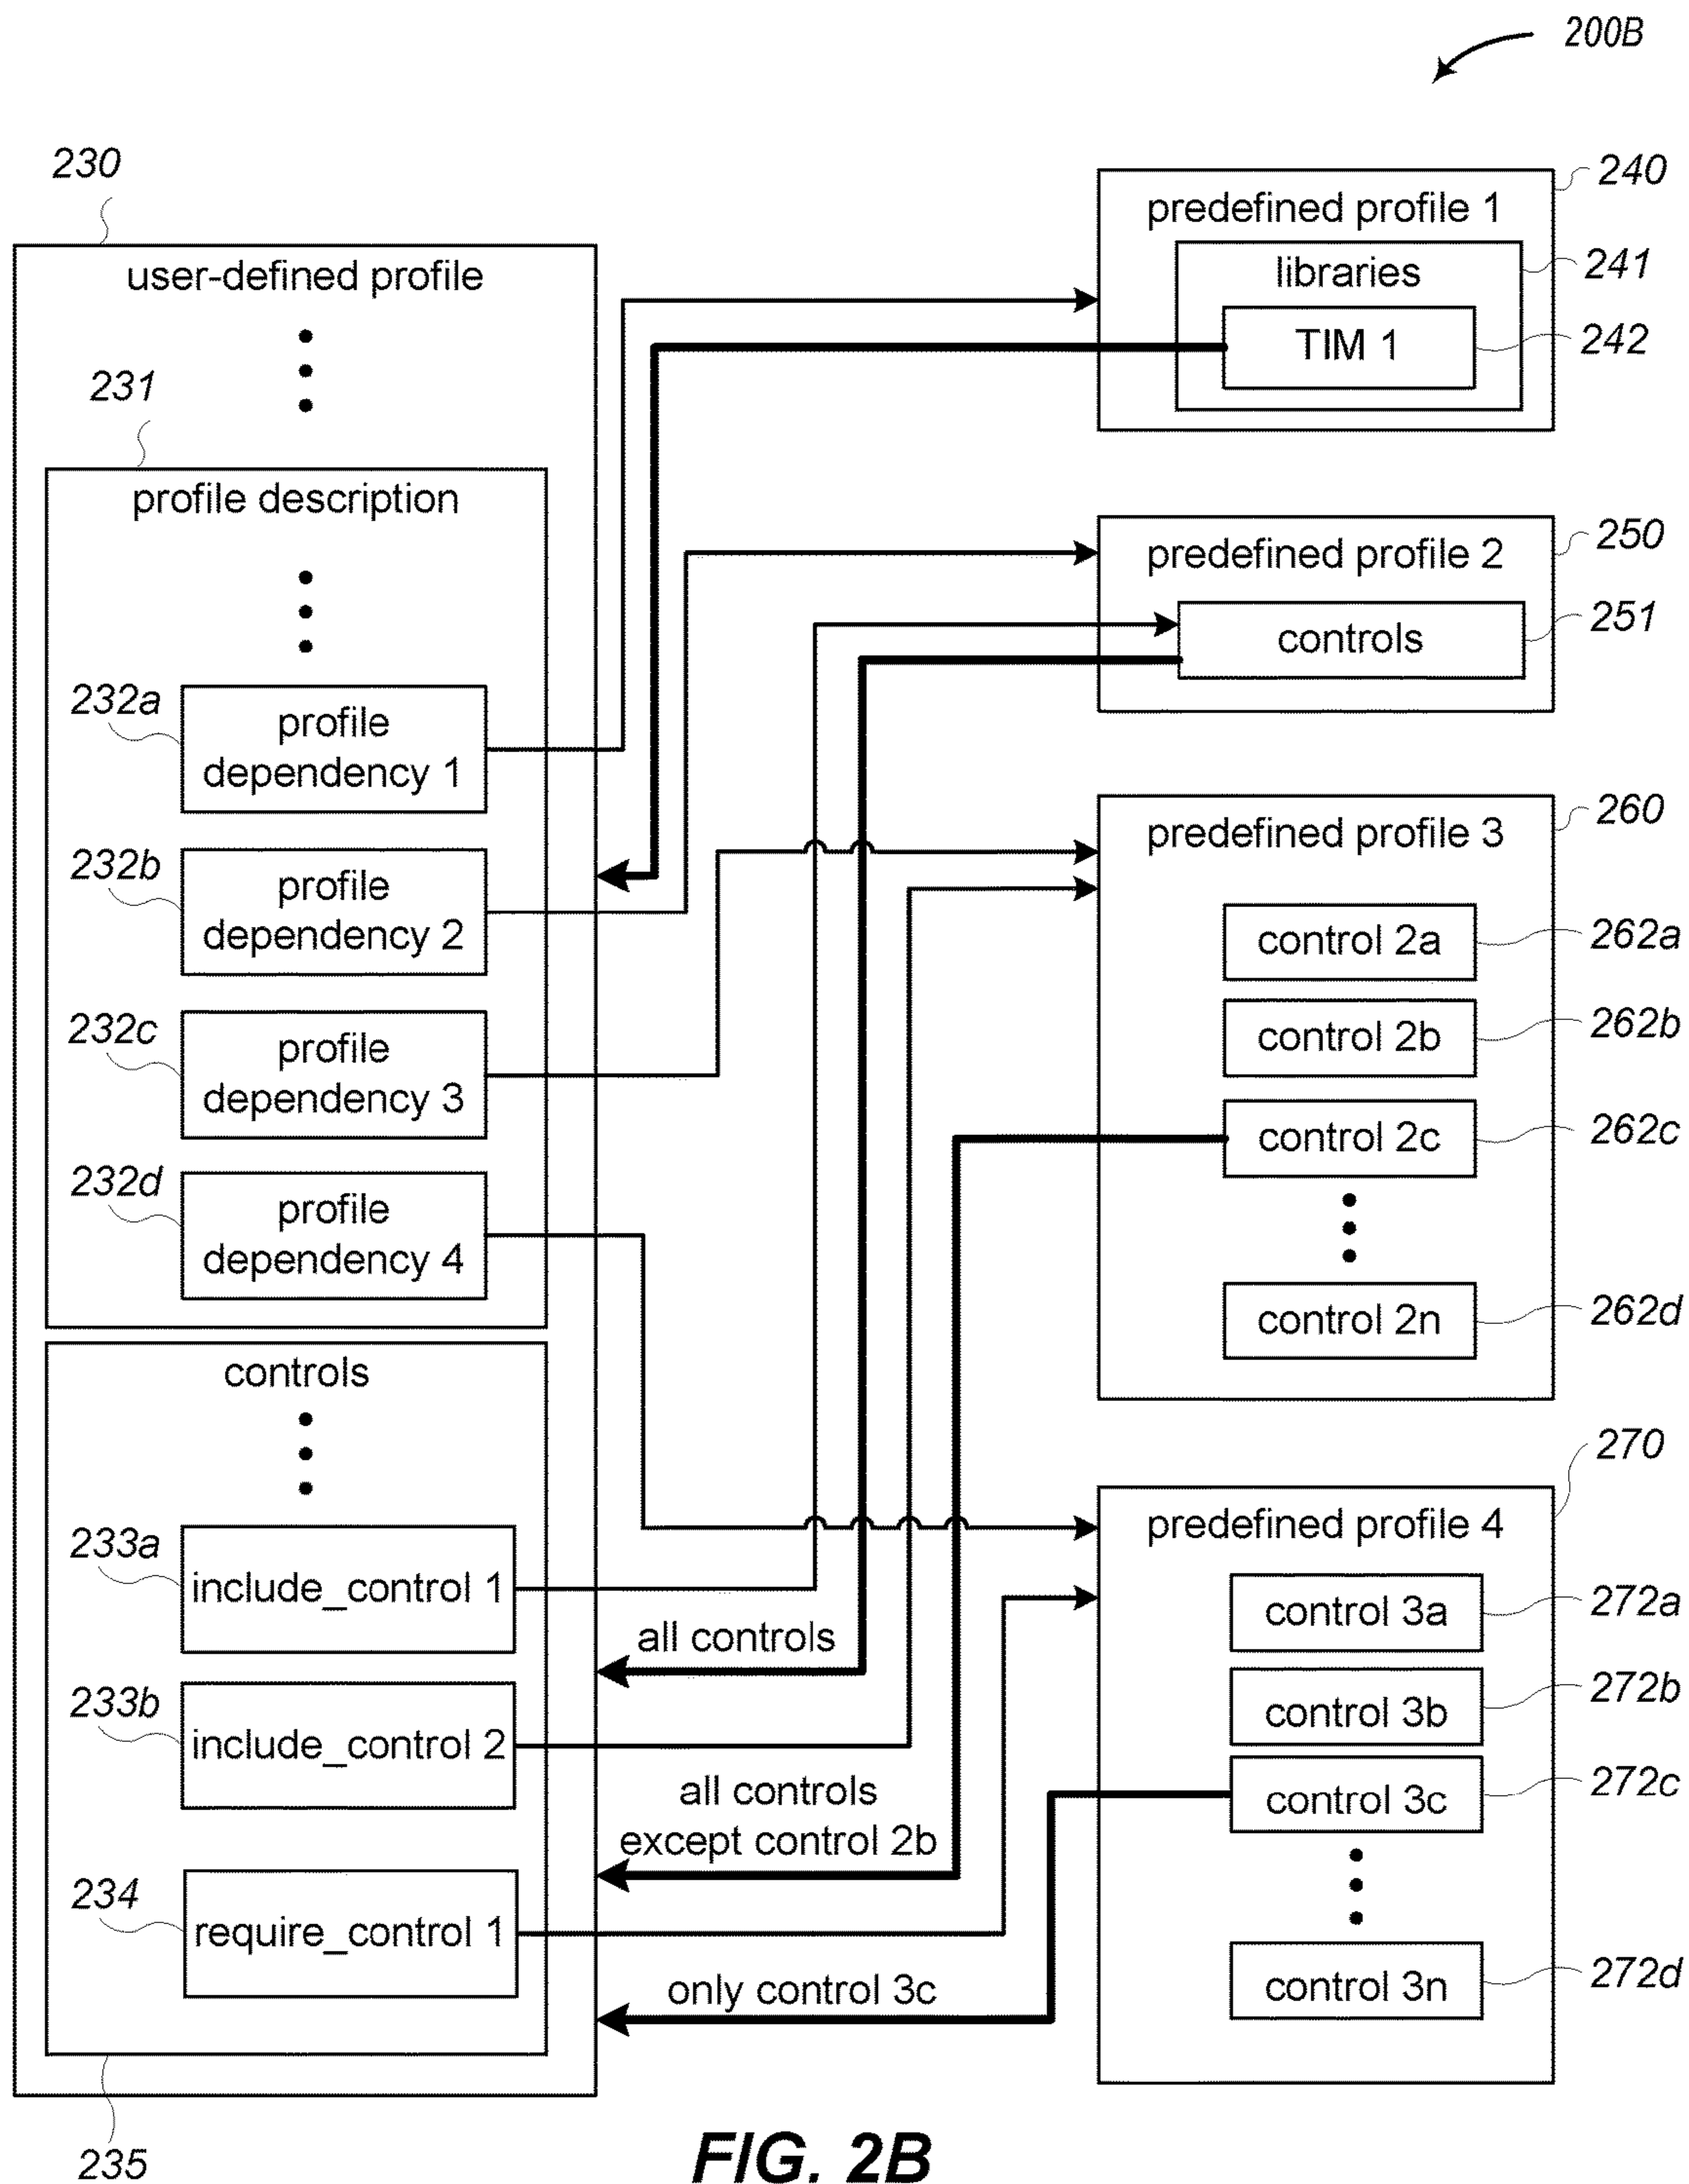 200B
230
user-defined profile
231
profile description
232a
profile
dependency 1
232b
profile
dependency 2
232c
profile
dependency 3
232d
profile
dependency 4
controls
233a
include_control 1
233b
include_control 2
234
require_control 1
235
all controls
all controls
except control 2b
only control 3c
240
predefined profile 1
libraries
241
TIM 1
242
250
predefined profile 2
251
controls
260
predefined profile 3
control 2a
262a
control 2b
262b
control 2c
262c
control 2n
262d
270
predefined profile 4
control 3a
272a
control 3b
272b
control 3c
272c
control 3n
272d
FIG. 2B